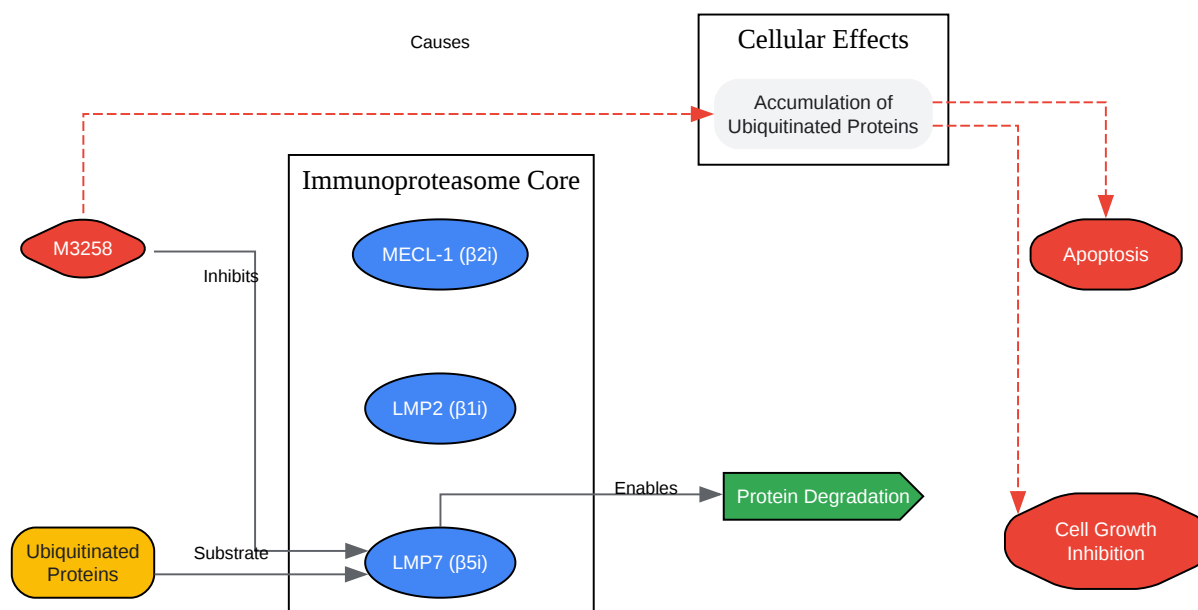 Causes
Cellular Effects
Accumulation of
Ubiquitinated Proteins
Immunoproteasome Core
M3258
Inhibits
MECL-1 (β2i)
Apoptosis
LMP2 (β1i)
Enables
Protein Degradation
Ubiquitinated
Proteins
Substrate
LMP7 (β5i)
Cell Growth
Inhibition